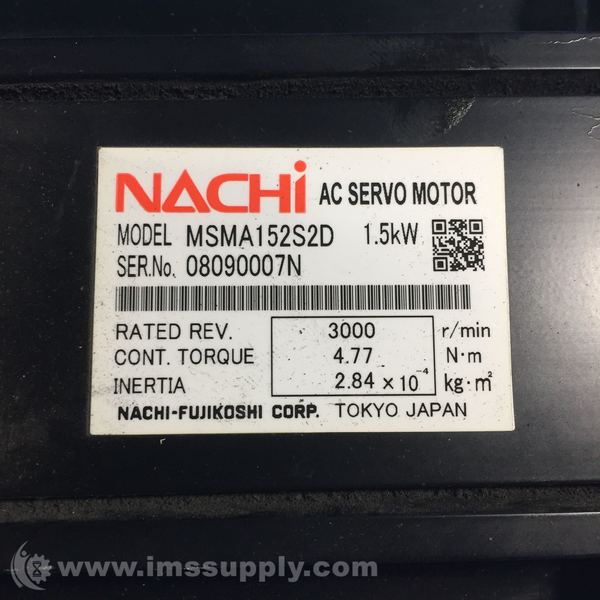 NACHi AC SERVO MOTOR
MODEL MSMA152S2D 1.5kW
SER.No. 08090007N
RATED REV. 3000 r/min
CONT. TORQUE 4.77 N·m
INERTIA 2.84 × 10⁻⁴ kg·m²
NACHI-FUJIKOSHI CORP. TOKYO JAPAN
www.imssupply.com